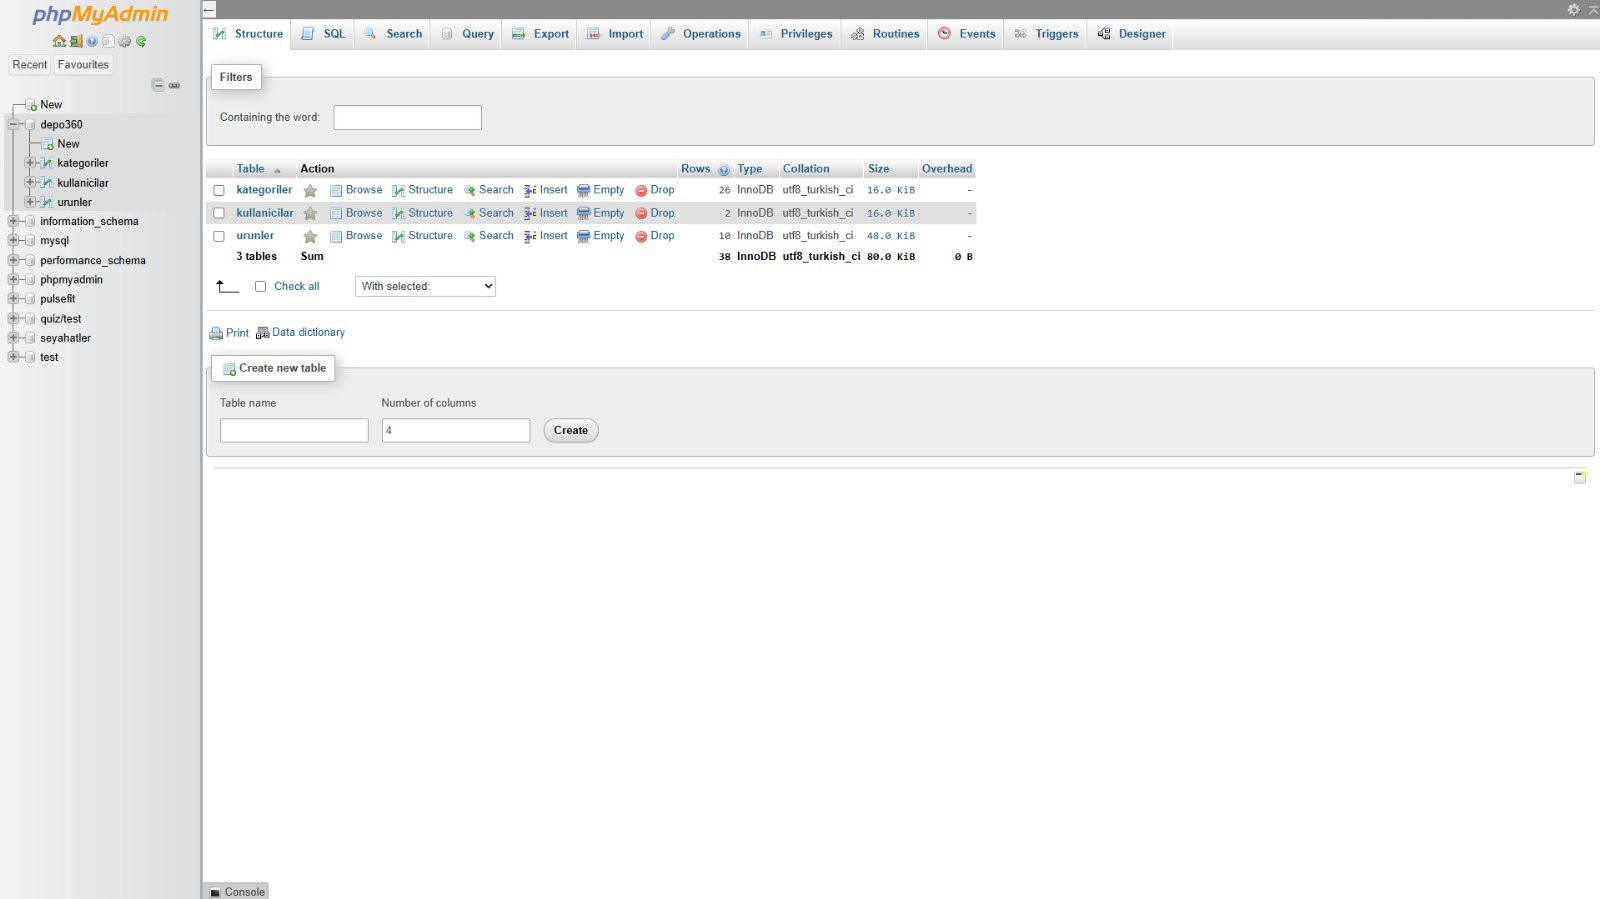 phpMyAdmin
Recent Favourites
New
depo360
New
kategoriler
kullanicilar
urunler
information_schema
mysql
performance_schema
phpmyadmin
pulsefit
quiz/test
seyahatler
test
Structure SQL Search Query Export Import Operations Privileges Routines Events Triggers Designer
Filters
Containing the word:
Table Action Rows Type Collation Size Overhead
kategoriler Browse Structure Search Insert Empty Drop 26 InnoDB utf8_turkish_ci 16.0 KiB -
kullanicilar Browse Structure Search Insert Empty Drop 2 InnoDB utf8_turkish_ci 16.0 KiB -
urunler Browse Structure Search Insert Empty Drop 10 InnoDB utf8_turkish_ci 48.0 KiB -
3 tables Sum 38 InnoDB utf8_turkish_ci 80.0 KiB 0 B
Check all With selected:
Print Data dictionary
Create new table
Table name Number of columns
4 Create
Console